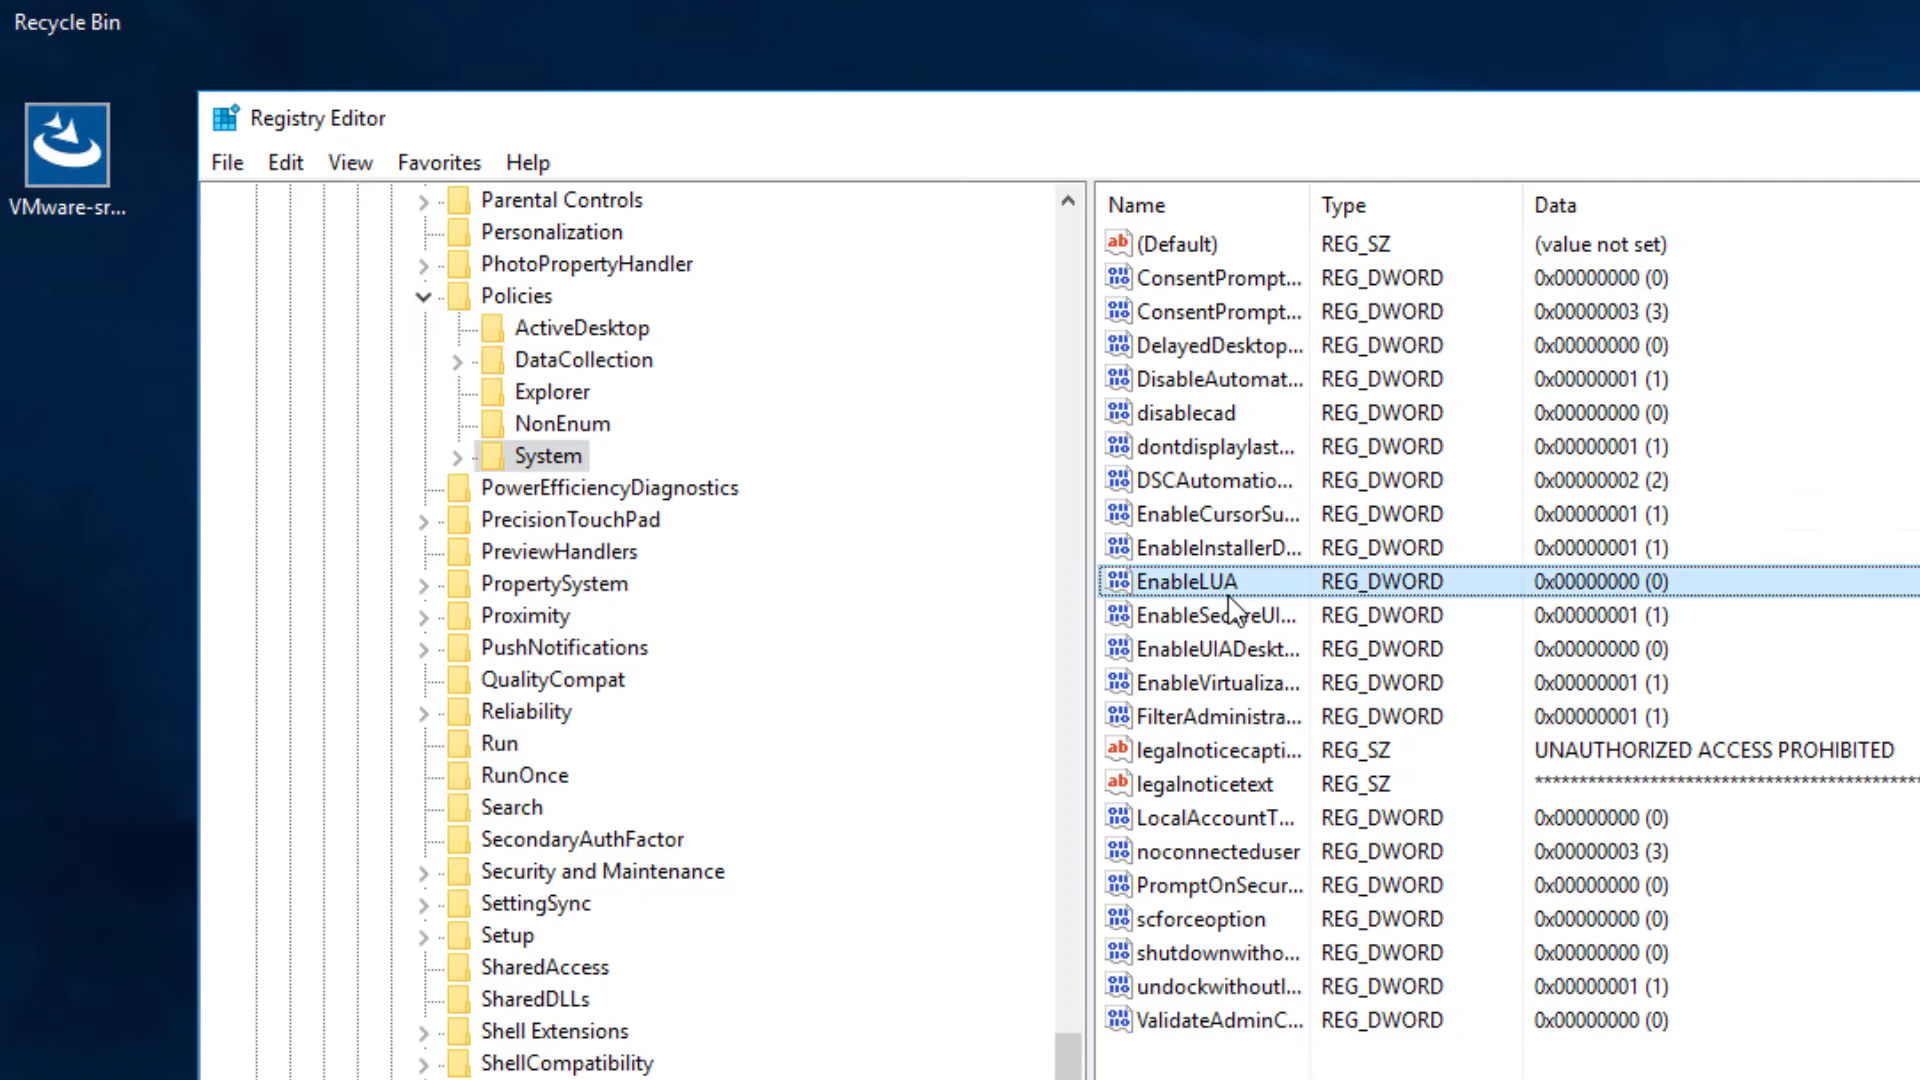 Recycle Bin
VMware-sr...
Registry Editor
File Edit View Favorites Help
Parental Controls
Personalization
PhotoPropertyHandler
Policies
ActiveDesktop
DataCollection
Explorer
NonEnum
System
PowerEfficiencyDiagnostics
PrecisionTouchPad
PreviewHandlers
PropertySystem
Proximity
PushNotifications
QualityCompat
Reliability
Run
RunOnce
Search
SecondaryAuthFactor
Security and Maintenance
SettingSync
Setup
SharedAccess
SharedDLLs
Shell Extensions
ShellCompatibility
Name Type Data
(Default) REG_SZ (value not set)
ConsentPrompt... REG_DWORD 0x00000000 (0)
ConsentPrompt... REG_DWORD 0x00000003 (3)
DelayedDesktop... REG_DWORD 0x00000000 (0)
DisableAutomat... REG_DWORD 0x00000001 (1)
disablecad REG_DWORD 0x00000000 (0)
dontdisplaylast... REG_DWORD 0x00000001 (1)
DSCAutomatio... REG_DWORD 0x00000002 (2)
EnableCursorSu... REG_DWORD 0x00000001 (1)
EnableInstallerD... REG_DWORD 0x00000001 (1)
EnableLUA REG_DWORD 0x00000000 (0)
EnableSecureUI... REG_DWORD 0x00000001 (1)
EnableUIADeskt... REG_DWORD 0x00000000 (0)
EnableVirtualiza... REG_DWORD 0x00000001 (1)
FilterAdministra... REG_DWORD 0x00000001 (1)
legalnoticecapti... REG_SZ UNAUTHORIZED ACCESS PROHIBITED
legalnoticetext REG_SZ *******************************************
LocalAccountT... REG_DWORD 0x00000000 (0)
noconnecteduser REG_DWORD 0x00000003 (3)
PromptOnSecur... REG_DWORD 0x00000000 (0)
scforceoption REG_DWORD 0x00000000 (0)
shutdownwitho... REG_DWORD 0x00000000 (0)
undockwithoutl... REG_DWORD 0x00000001 (1)
ValidateAdminC... REG_DWORD 0x00000000 (0)